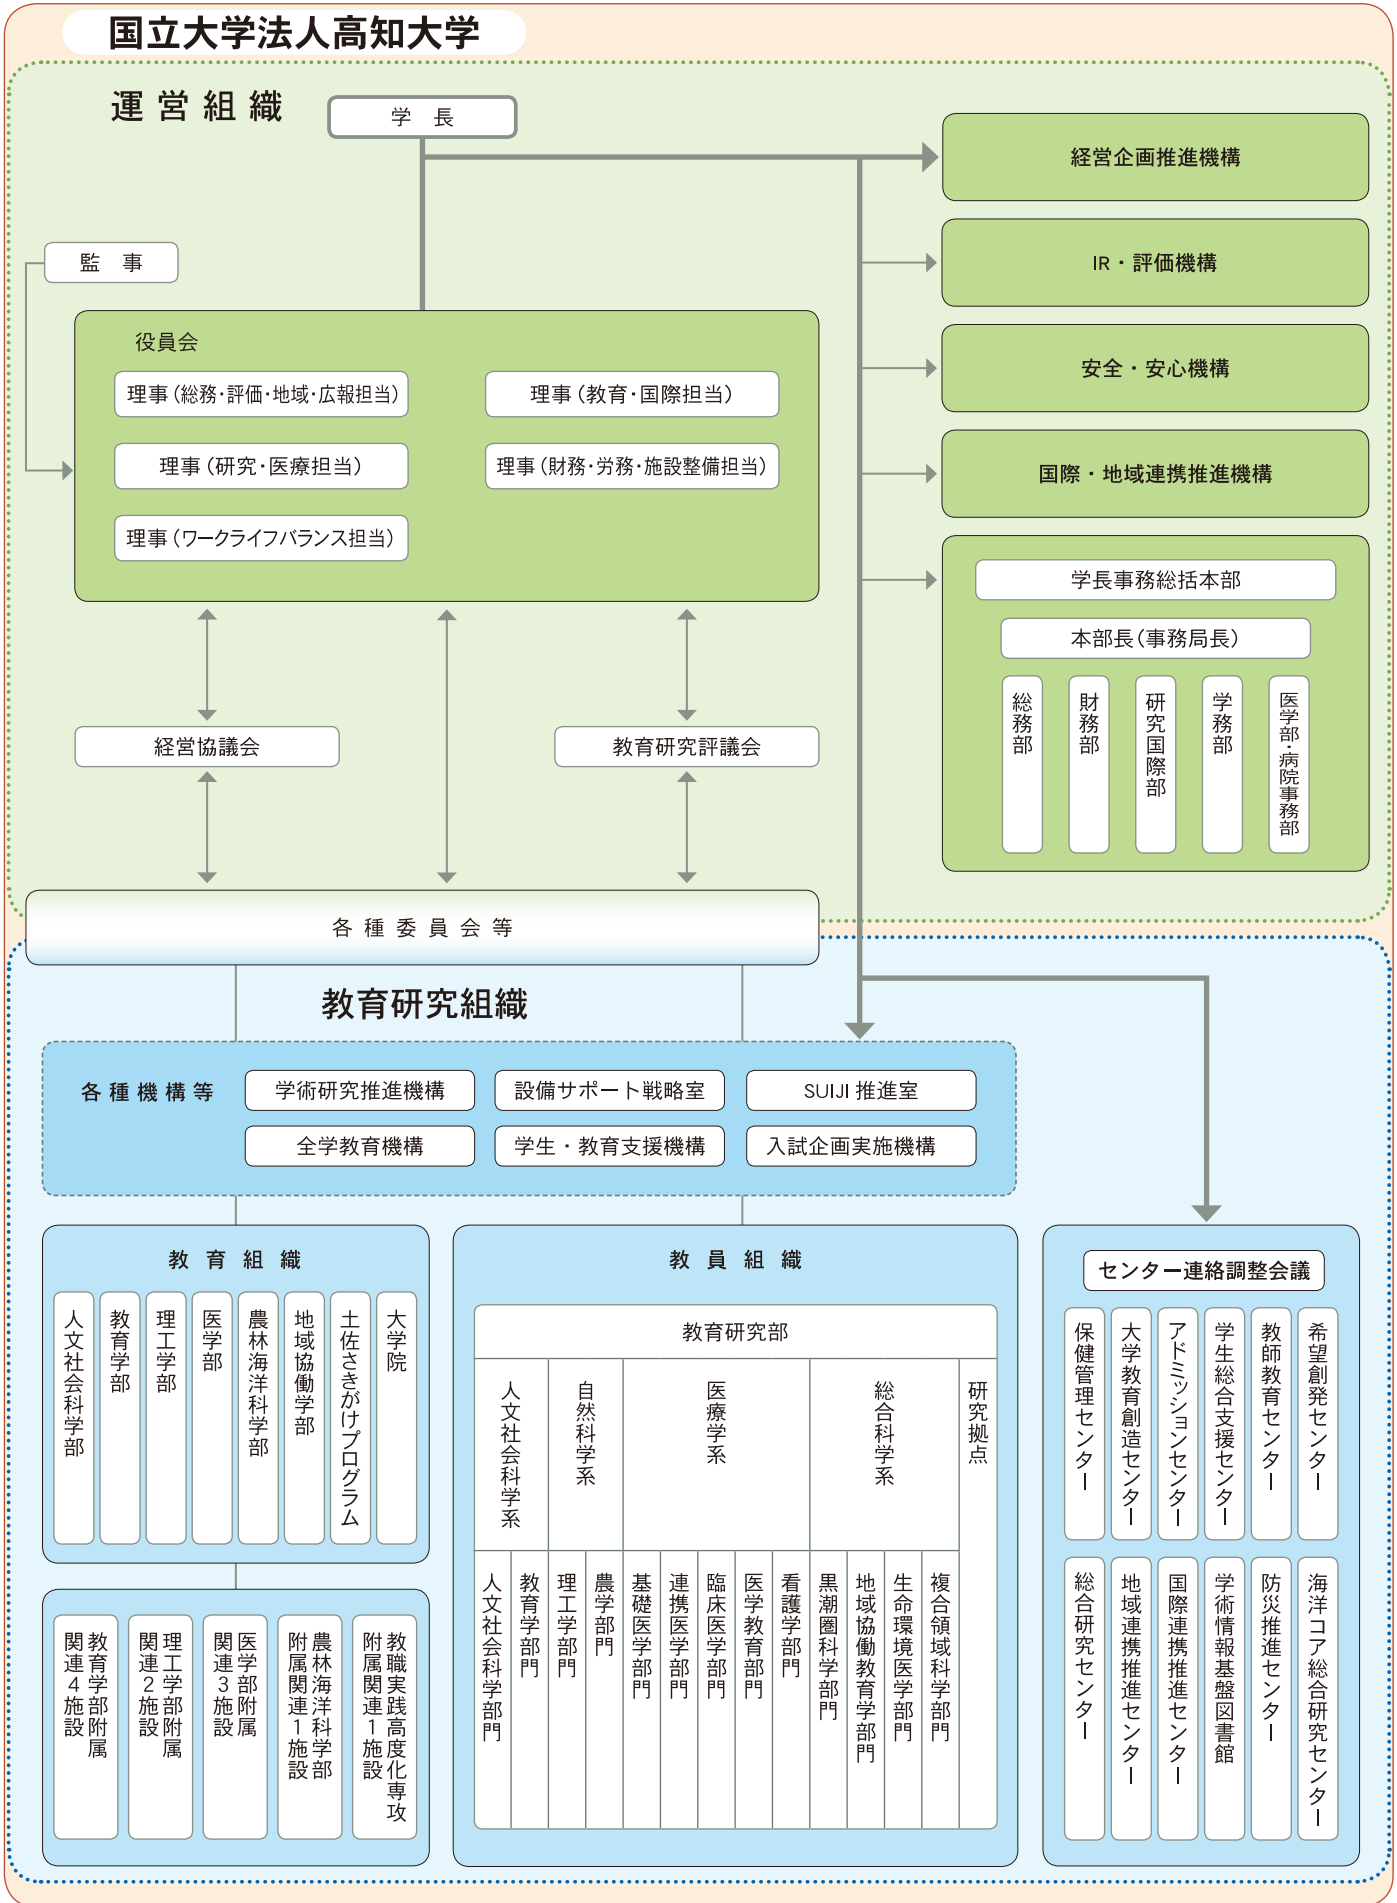 国立大学法人高知大学
運営組織
学 長
監 事
役員会
理事（総務・評価・地域・広報担当）
理事（教育・国際担当）
理事（研究・医療担当）
理事（財務・労務・施設整備担当）
理事（ワークライフバランス担当）
経営協議会
教育研究評議会
経営企画推進機構
IR・評価機構
安全・安心機構
国際・地域連携推進機構
学長事務総括本部
本部長（事務局長）
総務部
財務部
研究国際部
学務部
医学部・病院事務部
各種委員会等
教育研究組織
各種機構等
学術研究推進機構
設備サポート戦略室
SUIJI 推進室
全学教育機構
学生・教育支援機構
入試企画実施機構
教育組織
人文社会科学部
教育学部
理工学部
医学部
農林海洋科学部
地域協働学部
土佐さきがけプログラム
大学院
教育学部附属
関連４施設
理工学部附属
関連２施設
医学部附属
関連３施設
農林海洋科学部
附属関連１施設
教職実践高度化専攻
附属関連１施設
教員組織
教育研究部
人文社会科学系
自然科学系
医療学系
総合科学系
研究拠点
人文社会科学部門
教育学部門
理工学部門
農学部門
基礎医学部門
連携医学部門
臨床医学部門
医学教育部門
看護学部門
黒潮圏科学部門
地域協働教育学部門
生命環境医学部門
複合領域科学部門
センター連絡調整会議
保健管理センター
大学教育創造センター
アドミッションセンター
学生総合支援センター
教師教育センター
希望創発センター
総合研究センター
地域連携推進センター
国際連携推進センター
学術情報基盤図書館
防災推進センター
海洋コア総合研究センター